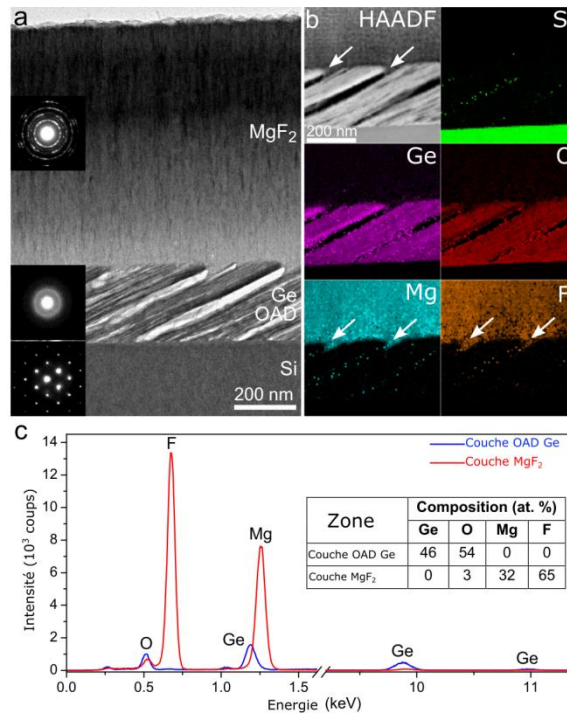 a
MgF2
Ge
OAD
Si
200 nm
b HAADF
200 nm
S
Ge
Mg
F
c
Intensité (10³ coups)
14
12
10
8
6
4
2
0
F
Mg
O
Ge
Ge
Ge
Couche OAD Ge
Couche MgF2
Zone Composition (at. %)
Ge O Mg F
Couche OAD Ge 46 54 0 0
Couche MgF2 0 3 32 65
0.0 0.5 1.0 1.5 10 11
Energie (keV)